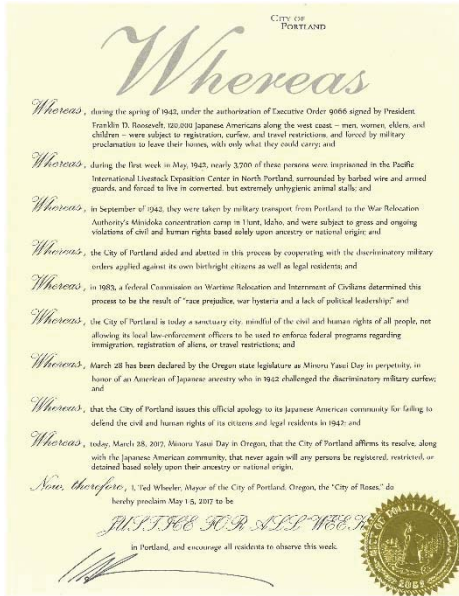 CITY OF
PORTLAND
Whereas
Whereas, during the spring of 1942, under the authorization of Executive Order 9066 signed by President
Franklin D. Roosevelt, 120,000 Japanese Americans along the west coast – men, women, elders, and
children – were subject to registration, curfew, and travel restrictions, and forced by military
proclamation to leave their homes, with only what they could carry; and
Whereas, during the first week in May, 1942, nearly 3,700 of these persons were imprisoned in the Pacific
International Livestock Exposition Center in North Portland, surrounded by barbed wire and armed
guards, and forced to live in converted, but extremely unhygienic animal stalls; and
Whereas, in September of 1942, they were taken by military transport from Portland to the War Relocation
Authority's Minidoka concentration camp in Hunt, Idaho, and were subject to gross and ongoing
violations of civil and human rights based solely upon ancestry or national origin; and
Whereas, the City of Portland aided and abetted in this process by cooperating with the discriminatory military
orders applied against its own birthright citizens as well as legal residents; and
Whereas, in 1983, a federal Commission on Wartime Relocation and Internment of Civilians determined this
process to be the result of "race prejudice, war hysteria and a lack of political leadership;" and
Whereas, the City of Portland is today a sanctuary city, mindful of the civil and human rights of all people, not
allowing its local law-enforcement officers to be used to enforce federal programs regarding
immigration, registration of aliens, or travel restrictions; and
Whereas, March 28 has been declared by the Oregon state legislature as Minoru Yasui Day in perpetuity, in
honor of an American of Japanese ancestry who in 1942 challenged the discriminatory military curfew;
and
Whereas, that the City of Portland issues this official apology to its Japanese American community for failing to
defend the civil and human rights of its citizens and legal residents in 1942; and
Whereas, today, March 28, 2017, Minoru Yasui Day in Oregon, that the City of Portland affirms its resolve, along
with the Japanese American community, that never again will any persons be registered, restricted, or
detained based solely upon their ancestry or national origin.
Now, therefore, I, Ted Wheeler, Mayor of the City of Portland, Oregon, the "City of Roses," do
hereby proclaim May 1-5, 2017 to be
JUSTICE FOR ALL WEEK
in Portland, and encourage all residents to observe this week.